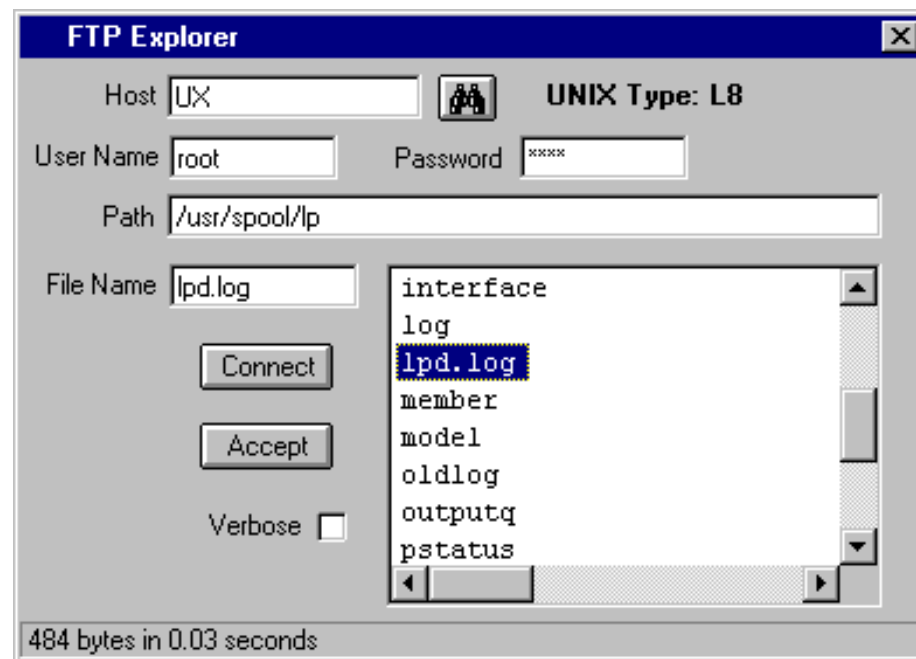 FTP Explorer
Host UX UNIX Type: L8
User Name root Password ****
Path /usr/spool/lp
File Name lpd.log
interface
log
lpd.log
member
model
oldlog
outputq
pstatus
Connect
Accept
Verbose
484 bytes in 0.03 seconds